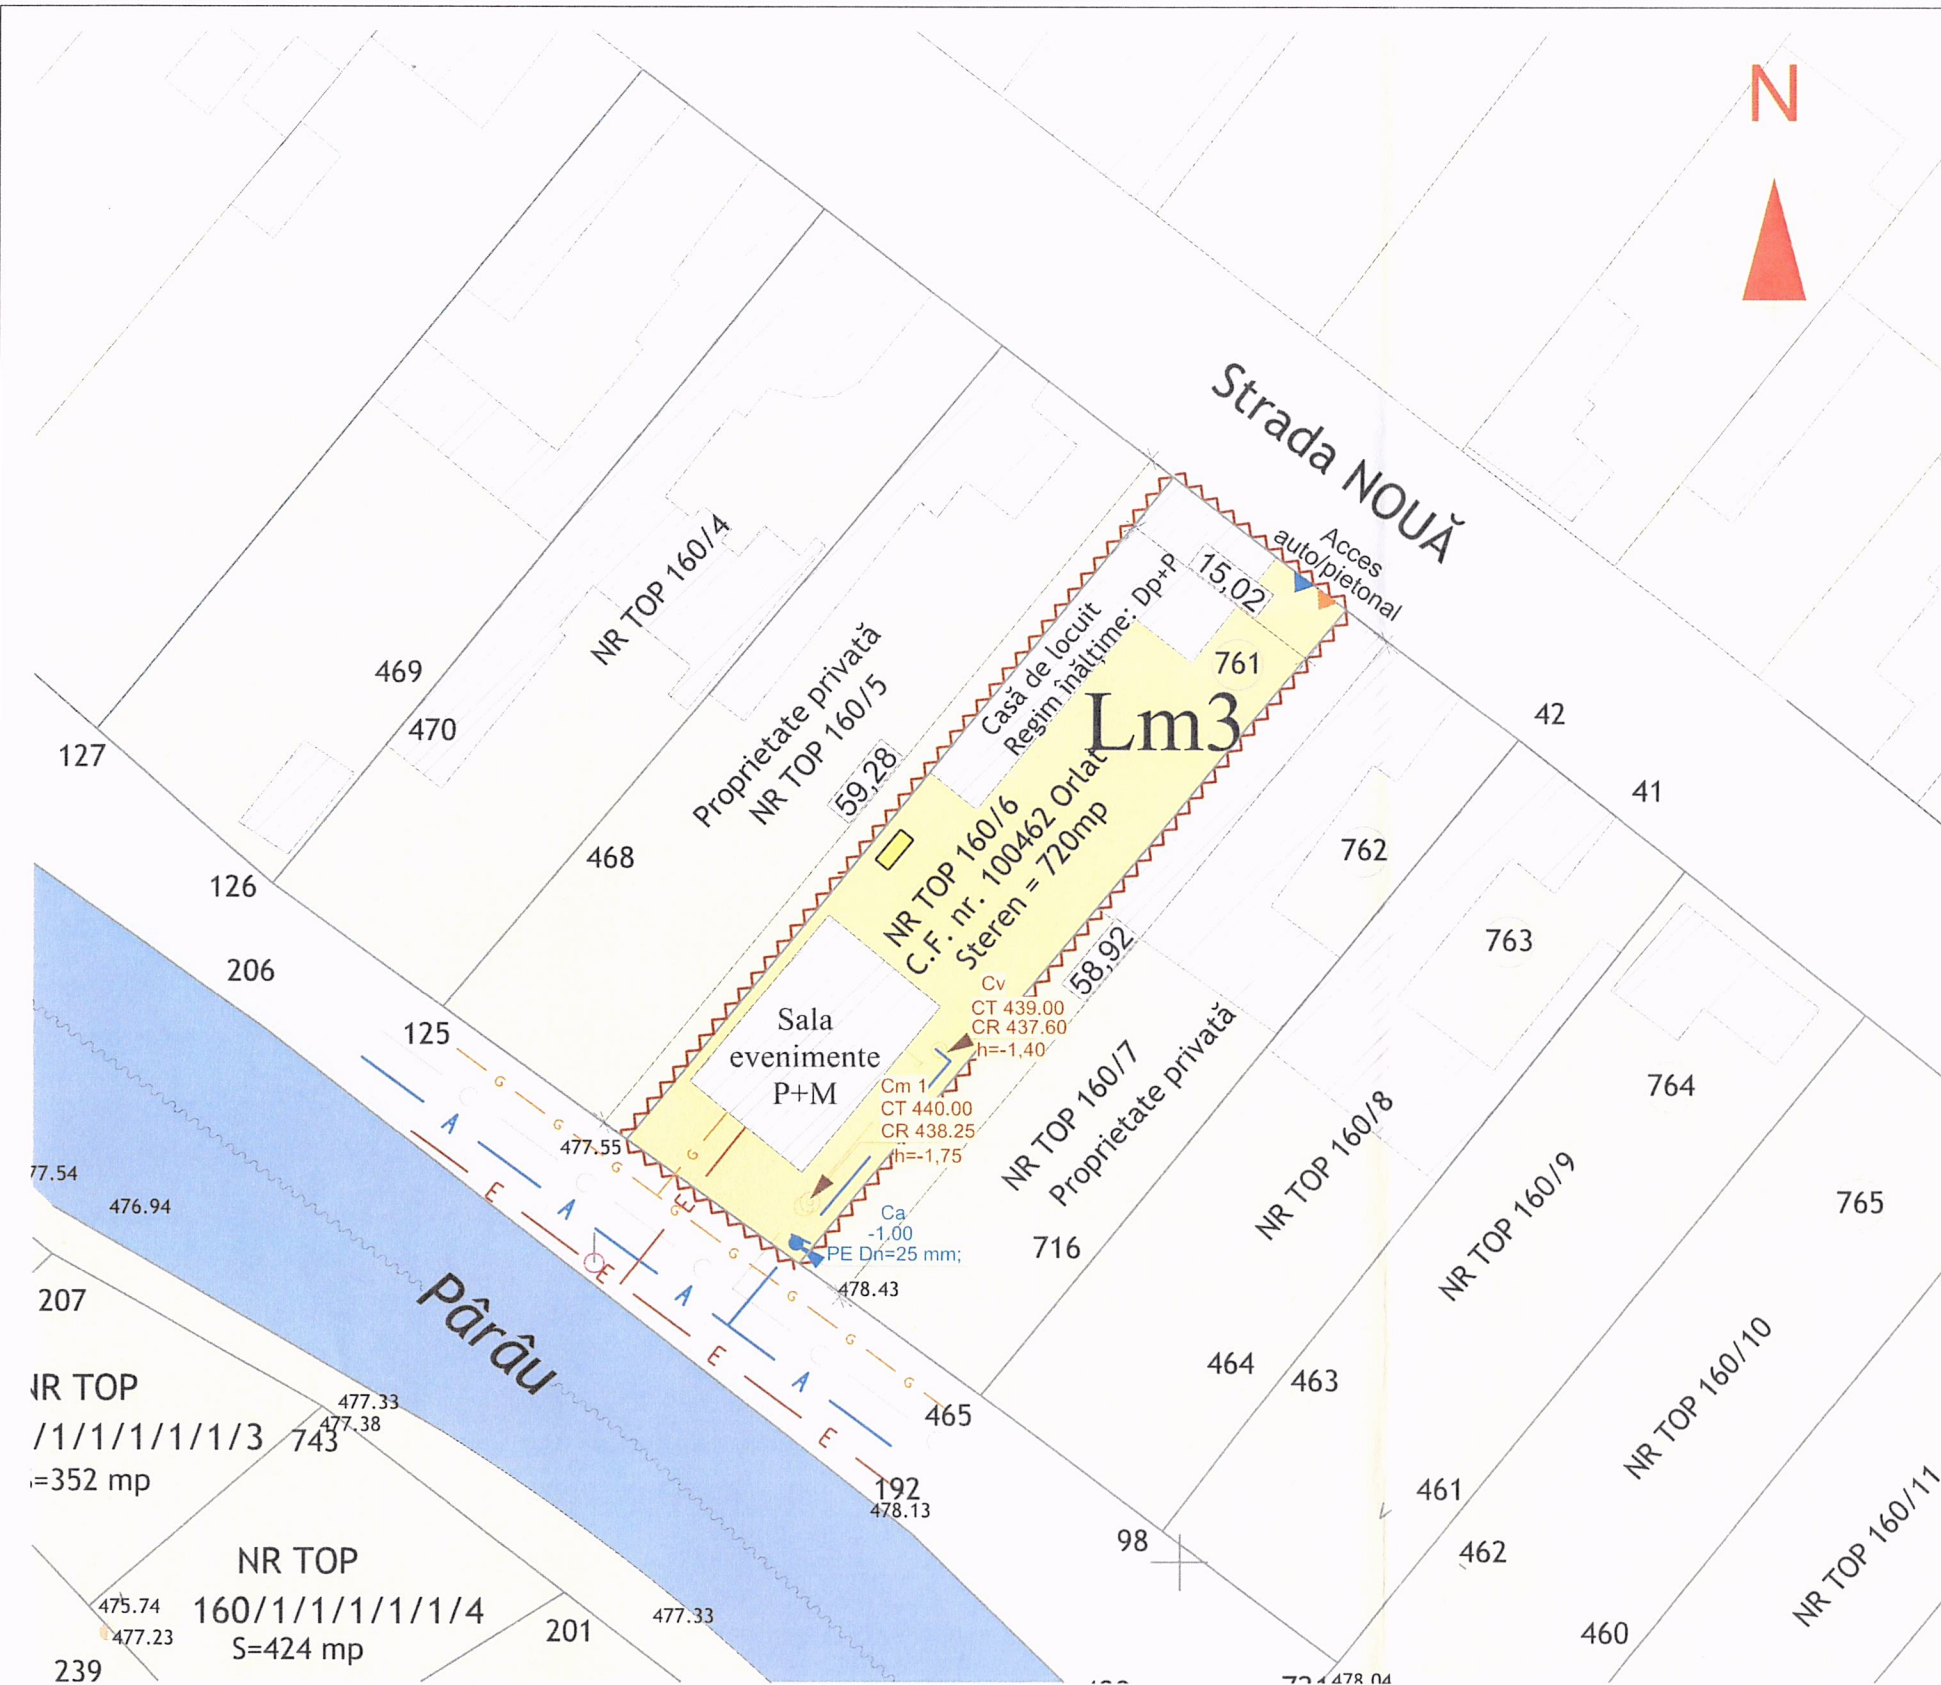 N
Strada NOUĂ
Acces
auto/pietonal
15,02
NR TOP 160/4
Casă de locuit
Regim înălțime: Dp+P
761
Lm3
469
470
Proprietate privată
NR TOP 160/5
59,28
42
41
127
126
468
NR TOP 160/6
C.F. nr. 100462 Orlat
Steren = 720mp
762
763
206
125
58,92
Cv
CT 439.00
CR 437.60
h=-1,40
Sala
evenimente
P+M
Cm 1
CT 440.00
CR 438.25
h=-1,75
NR TOP 160/7
Proprietate privată
764
477.55
G
G
G
G
G
G
G
G
G
A
A
A
A
E
E
E
E
E
77.54
476.94
Ca
-1,00
PE Dn=25 mm;
478.43
716
NR TOP 160/8
NR TOP 160/9
765
Pârâu
207
464
463
NR TOP 160/10
NR TOP
/1/1/1/1/1/3
=352 mp
477.33
477.38
743
465
192
478.13
461
462
98
NR TOP 160/11
NR TOP
160/1/1/1/1/1/4
S=424 mp
475.74
477.23
239
201
477.33
460
478.04